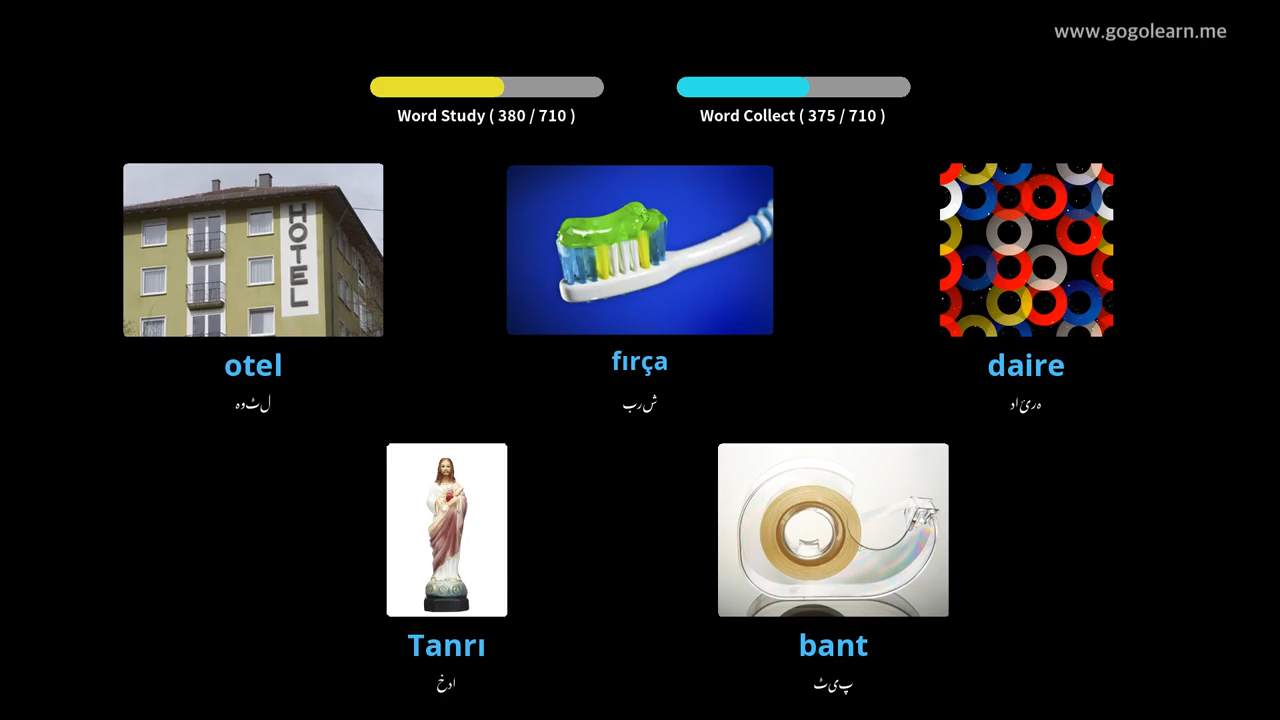 www.gogolearn.me
Word Study ( 380 / 710 )
Word Collect ( 375 / 710 )
HOTEL
otel
fırça
daire
لٹوہ
شرب
ہرئاد
Tanrı
bant
ادخ
پیٹ